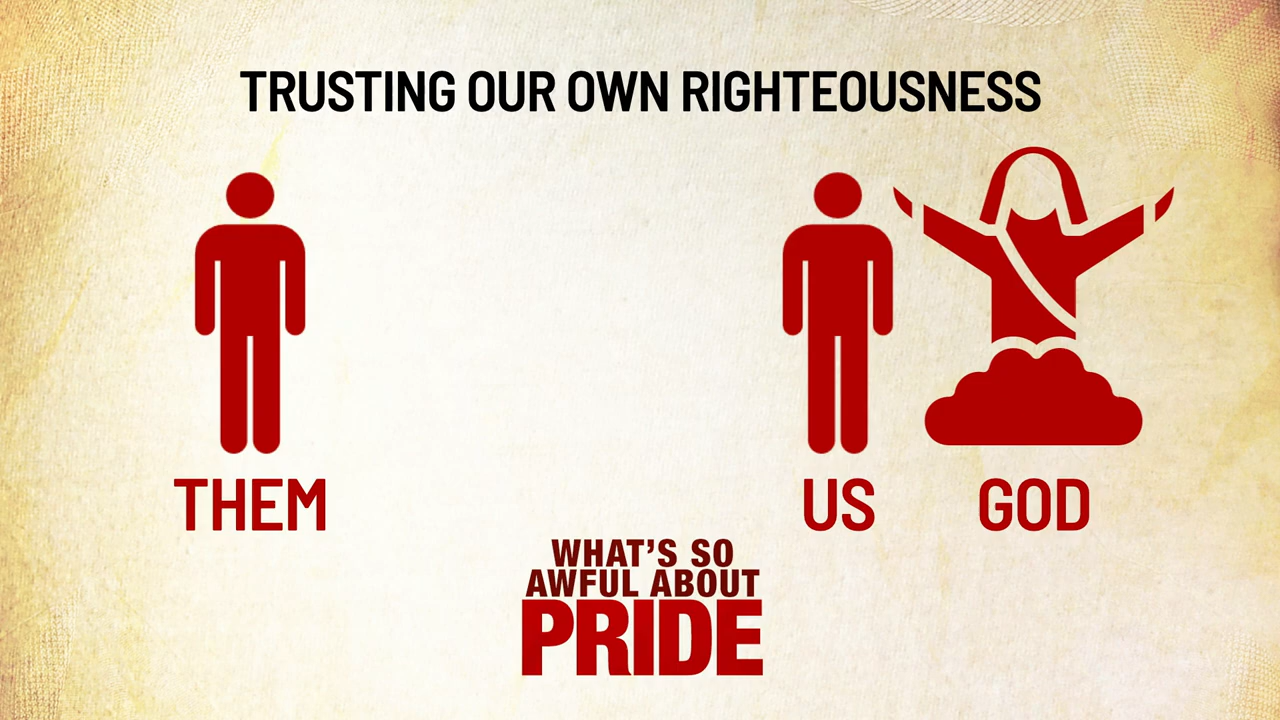 TRUSTING OUR OWN RIGHTEOUSNESS
THEM
US
GOD
WHAT'S SO
AWFUL ABOUT
PRIDE